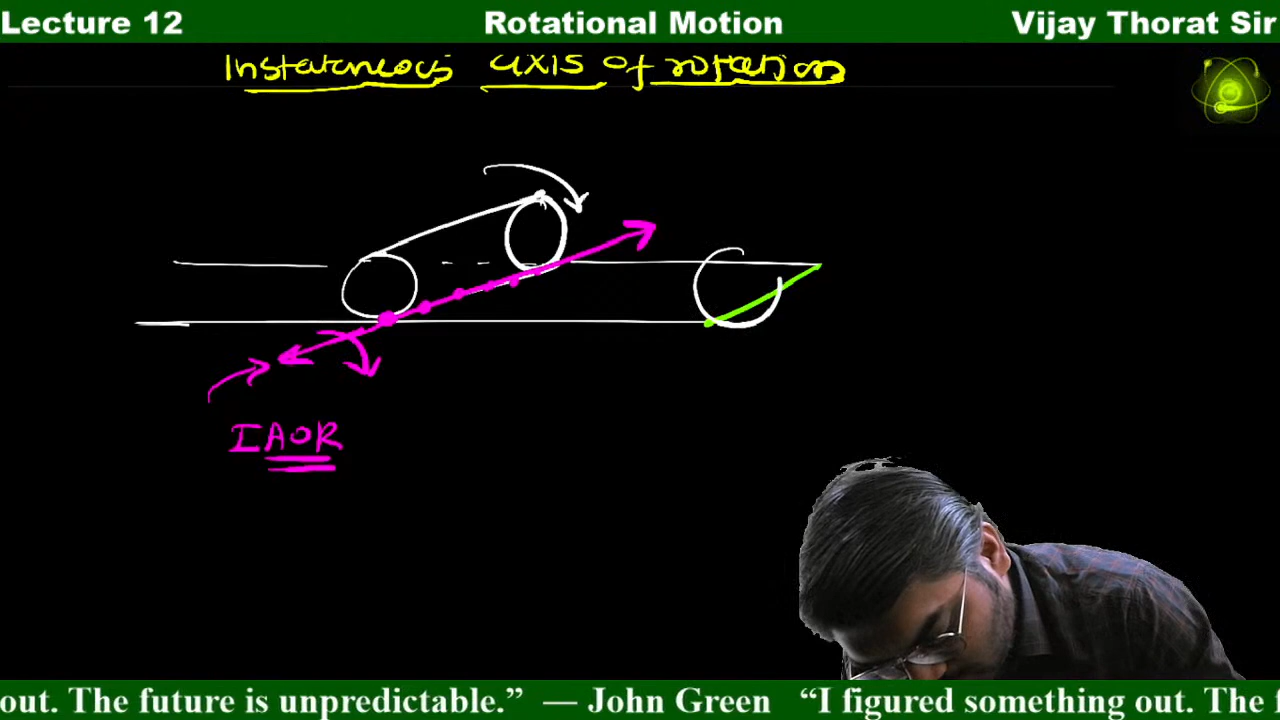 Lecture 12 Rotational Motion Vijay Thorat Sir
Instataneous axis of rotation
IAOR
out. The future is unpredictable.” — John Green “I figured something out. The f